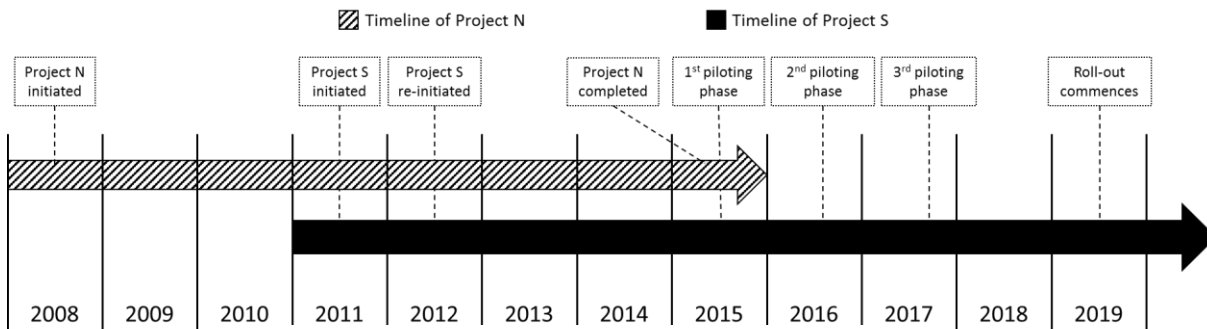 Timeline of Project N
Timeline of Project S
Project N
initiated
Project S
initiated
Project S
re-initiated
Project N
completed
1st piloting
phase
2nd piloting
phase
3rd piloting
phase
Roll-out
commences
2008
2009
2010
2011
2012
2013
2014
2015
2016
2017
2018
2019